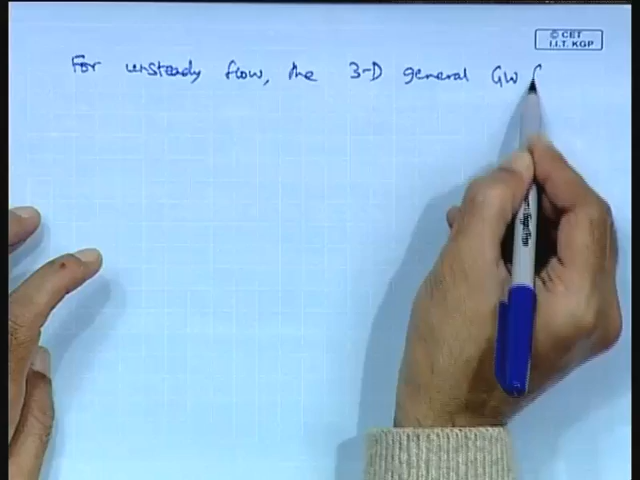 © CET
I.I.T. KGP
For unsteady flow, the 3-D general GW